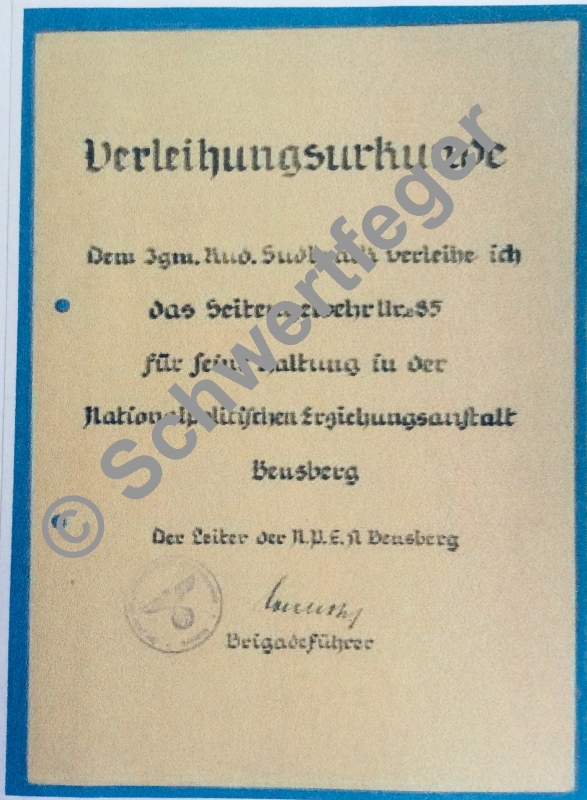 Verleihungsurkunde
Dem Jgm. Rud. verleihe ich
das Seitengewehr Nr. 85
für seine Haltung in der
Nationalpolitischen Erziehungsanstalt
Bensberg
Der Leiter der N.P.E.A Bensberg
Brigadeführer
© Schwertfeger